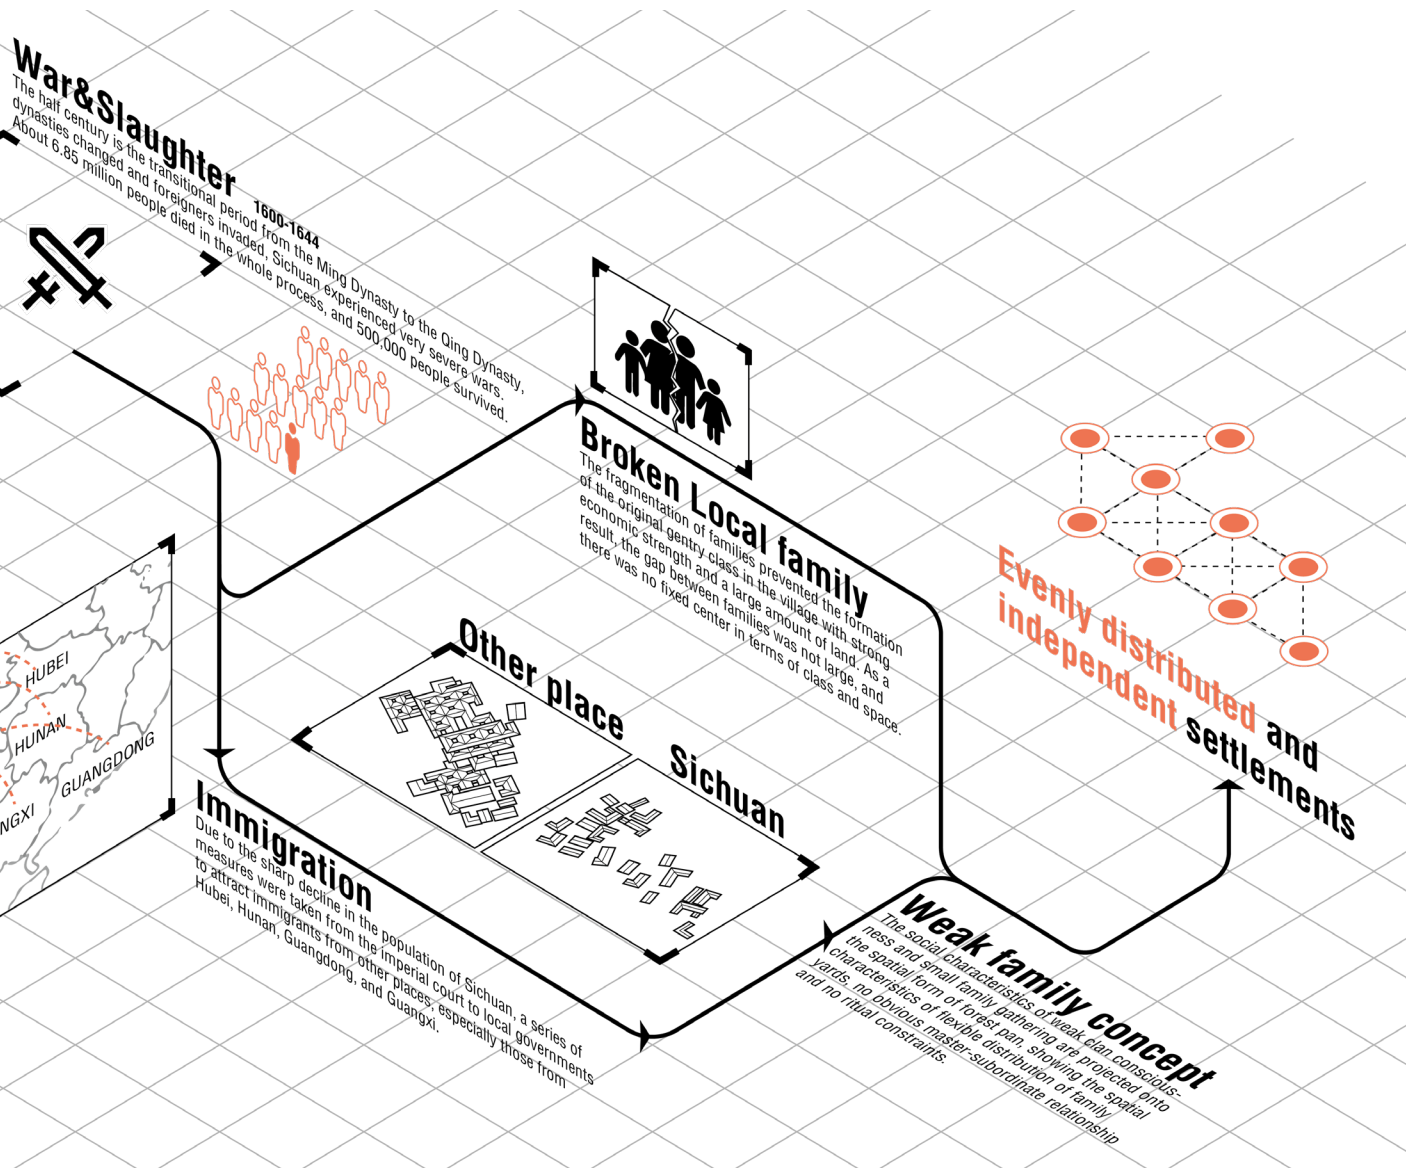 War&Slaughter
1600-1644
The half century is the transitional period from the Ming Dynasty to the Qing Dynasty,
dynasties changed and foreigners invaded, Sichuan experienced very severe wars.
About 6.85 million people died in the whole process, and 500,000 people survived.
Broken Local family
The fragmentation of families prevented the formation
of the original gentry class in the village with strong
economic strength and a large amount of land. As a
result, the gap between families was not large, and
there was no fixed center in terms of class and space.
Evenly distributed and
independent settlements
HUBEI
HUNAN
GUANGDONG
NGXI
Other place
Sichuan
Immigration
Due to the sharp decline in the population of Sichuan, a series of
measures were taken from the imperial court to local governments
to attract immigrants from other places, especially those from
Hubei, Hunan, Guangdong, and Guangxi.
Weak family concept
The social characteristics of weak clan conscious-
ness and small family gathering are projected onto
the spatial form of forest pan, showing the spatial
characteristics of flexible distribution of family
yards, no obvious master-subordinate relationship
and no ritual constraints.